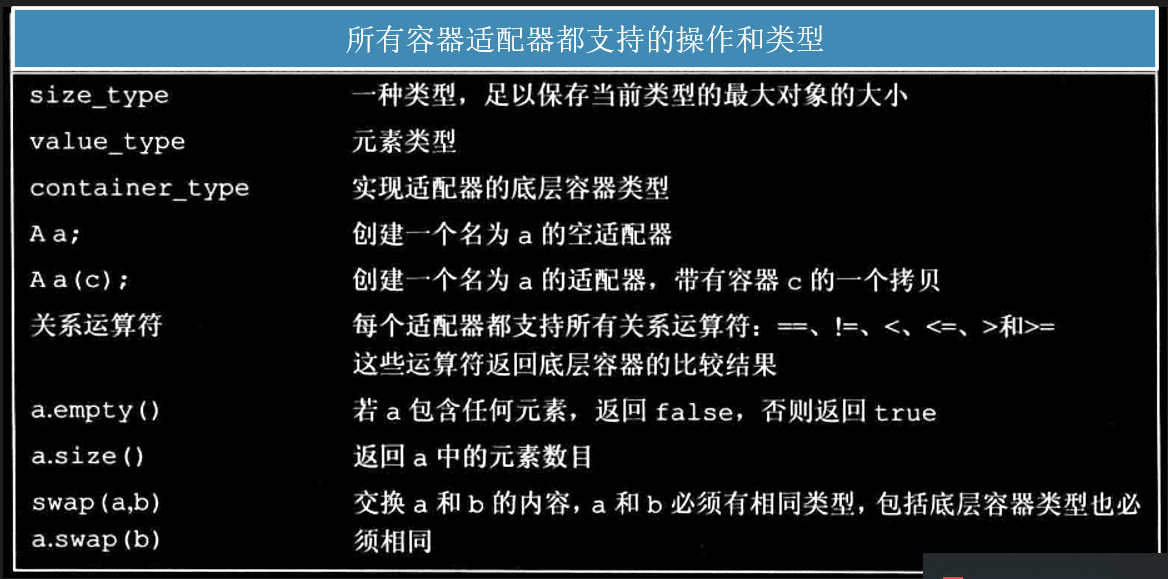 所有容器适配器都支持的操作和类型
size_type 一种类型，足以保存当前类型的最大对象的大小
value_type 元素类型
container_type 实现适配器的底层容器类型
A a; 创建一个名为 a 的空适配器
A a(c); 创建一个名为 a 的适配器，带有容器 c 的一个拷贝
关系运算符 每个适配器都支持所有关系运算符：==、!=、<、<=、>和>=
这些运算符返回底层容器的比较结果
a.empty() 若 a 包含任何元素，返回 false，否则返回 true
a.size() 返回 a 中的元素数目
swap(a,b) 交换 a 和 b 的内容，a 和 b 必须有相同类型，包括底层容器类型也必
a.swap(b) 须相同